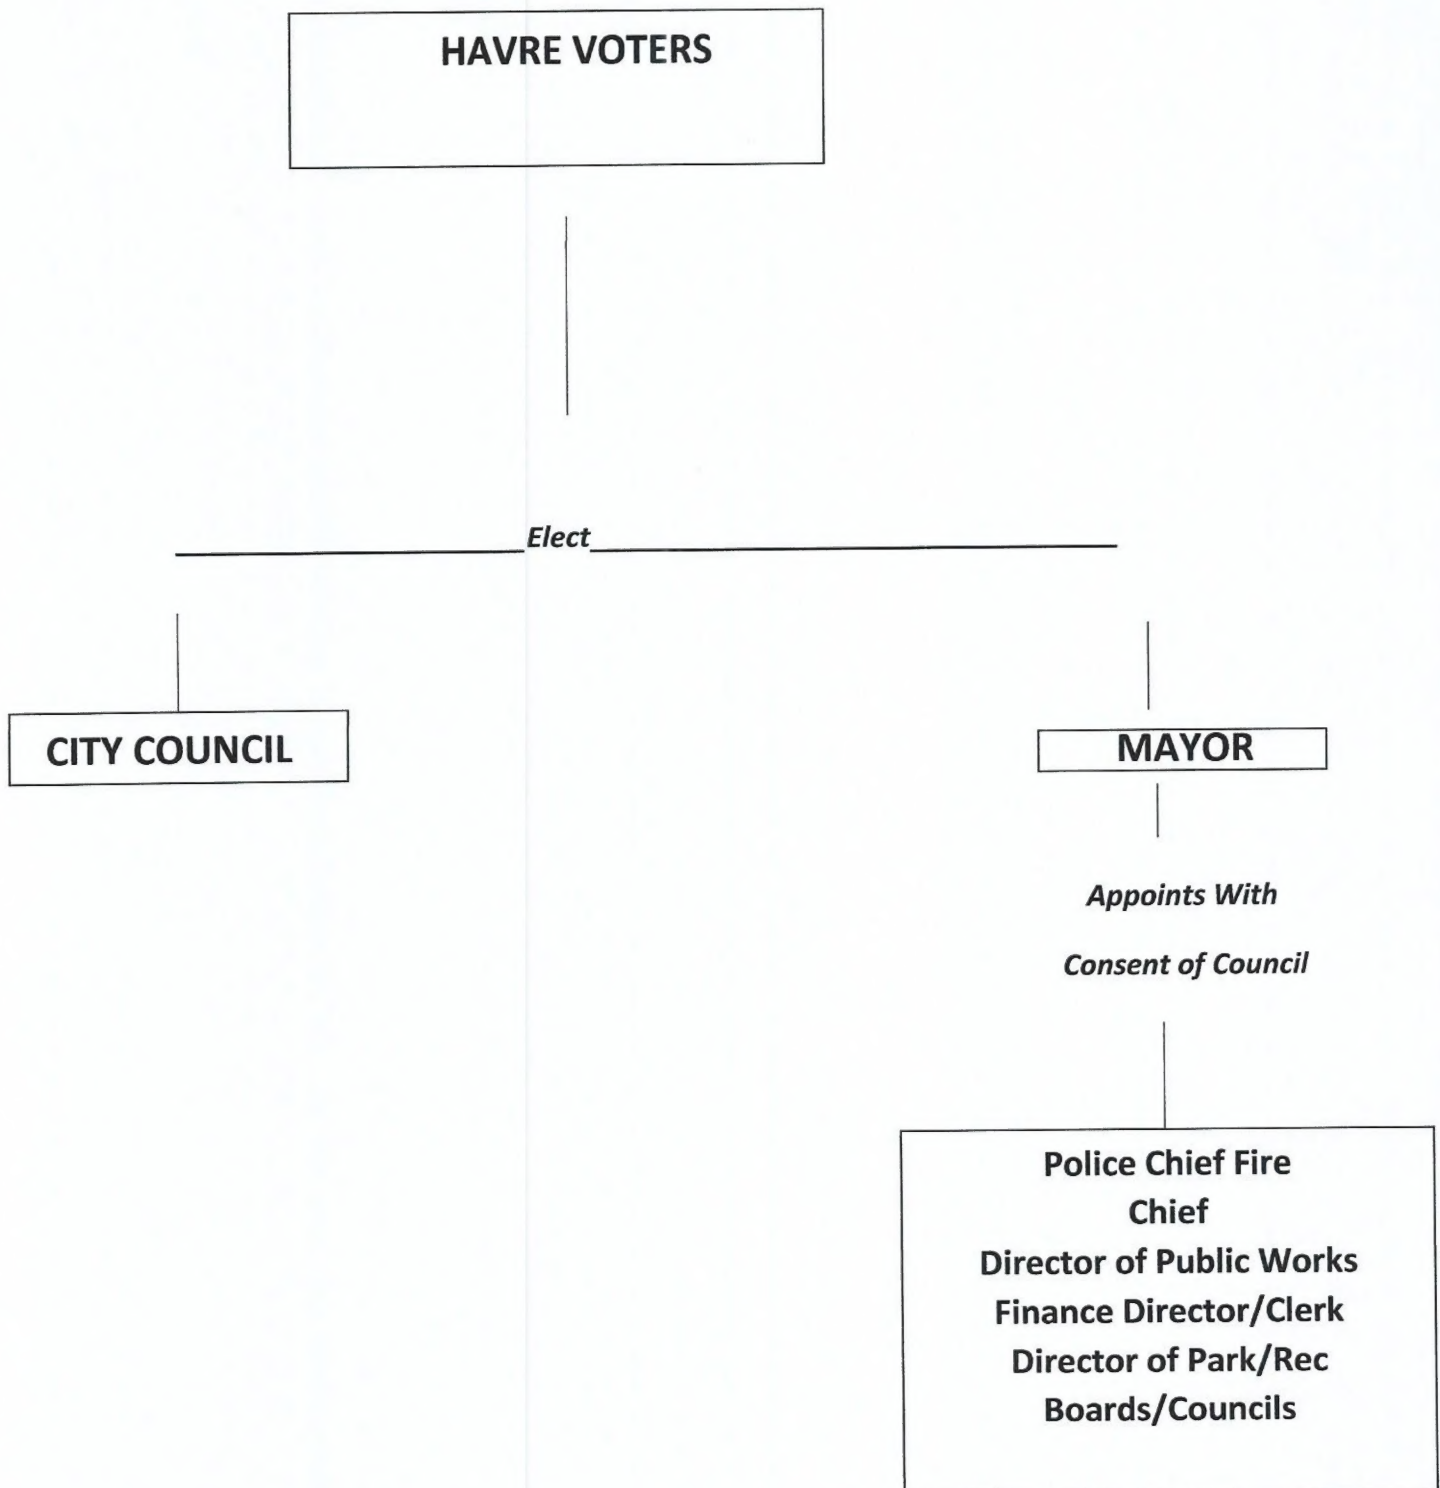 HAVRE VOTERS
Elect
CITY COUNCIL
MAYOR
Appoints With
Consent of Council
Police Chief Fire
Chief
Director of Public Works
Finance Director/Clerk
Director of Park/Rec
Boards/Councils